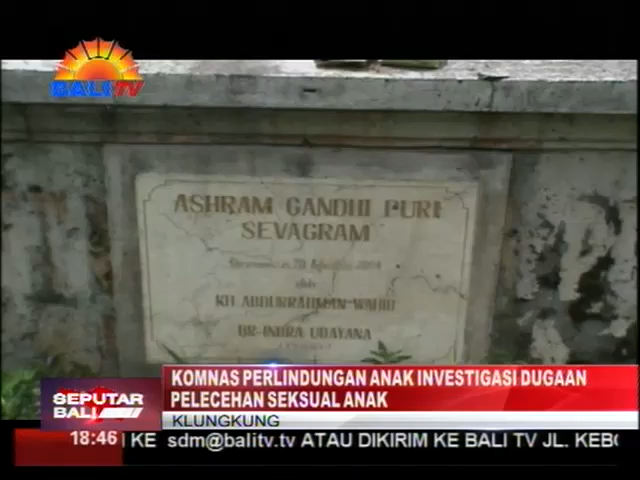 BALI TV
ASHRAM GANDHI PURI
SEVAGRAM
oleh
KH ABDURRAHMAN WAHID
DR INDRA UDAYANA
KOMNAS PERLINDUNGAN ANAK INVESTIGASI DUGAAN
PELECEHAN SEKSUAL ANAK
SEPUTAR
BALI
KLUNGKUNG
18:46 I KE sdm@balitv.tv ATAU DIKIRIM KE BALI TV JL. KEBO